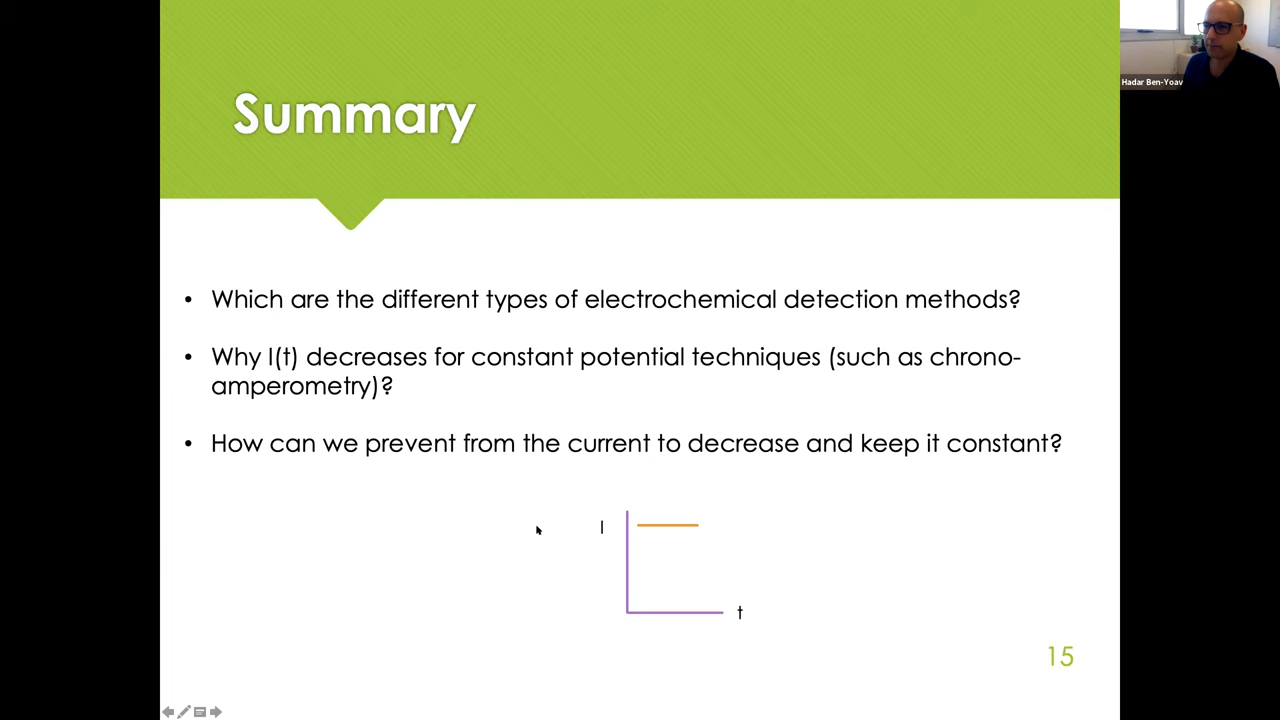 Hadar Ben-Yoav
Summary
• Which are the different types of electrochemical detection methods?
• Why I(t) decreases for constant potential techniques (such as chrono-
amperometry)?
• How can we prevent from the current to decrease and keep it constant?
I
t
15